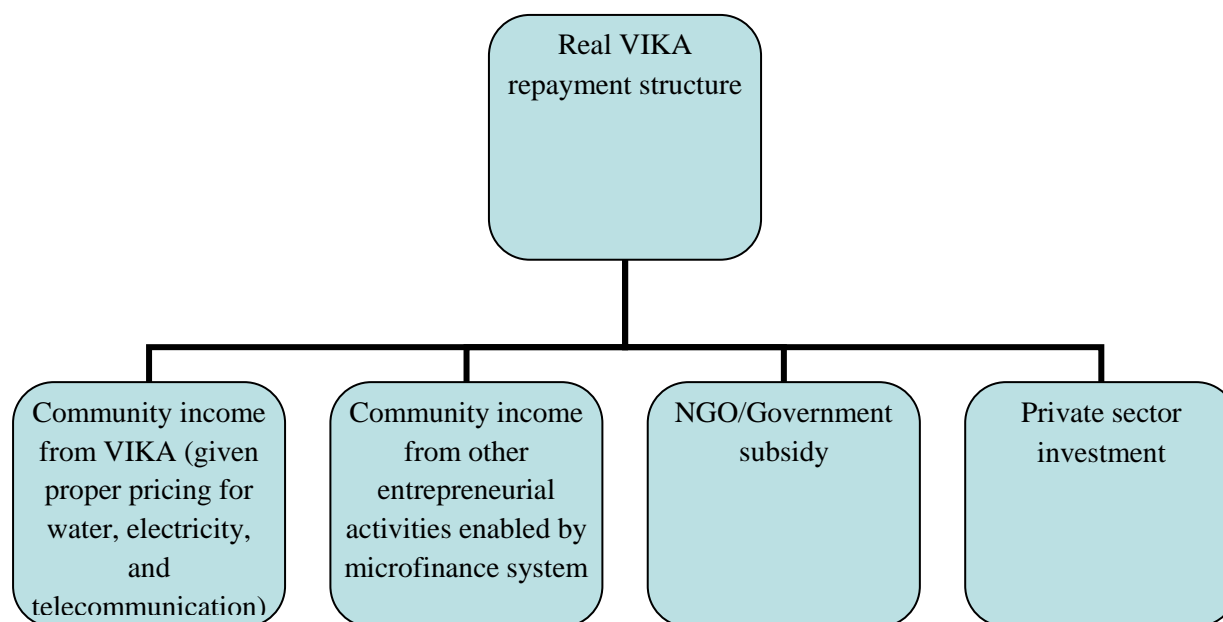 Real VIKA
repayment structure
Community income
from VIKA (given
proper pricing for
water, electricity,
and
telecommunication)
Community income
from other
entrepreneurial
activities enabled by
microfinance system
NGO/Government
subsidy
Private sector
investment